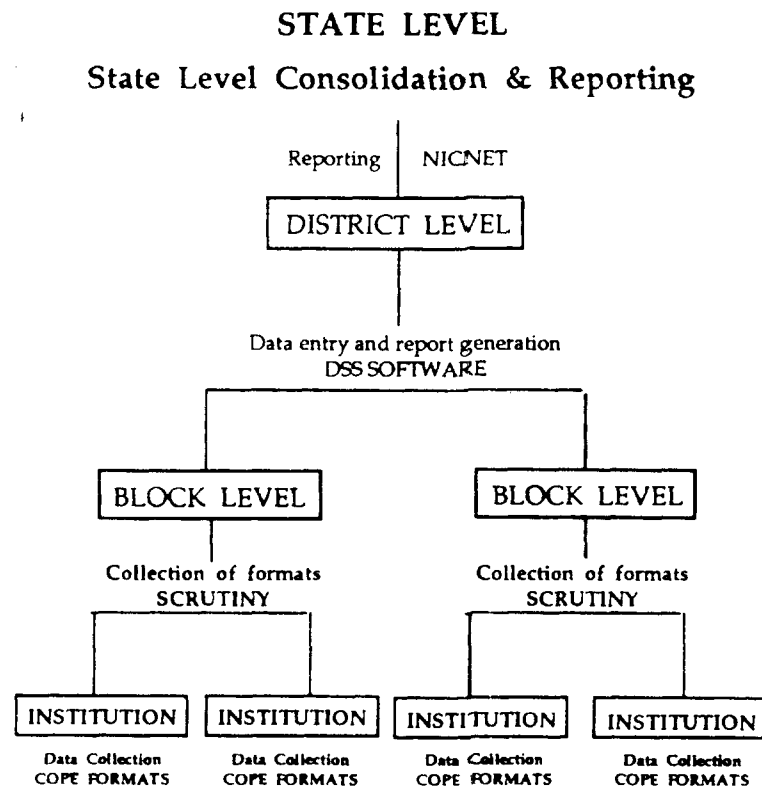 STATE LEVEL
State Level Consolidation & Reporting
Reporting NICNET
DISTRICT LEVEL
Data entry and report generation
DSS SOFTWARE
BLOCK LEVEL BLOCK LEVEL
Collection of formats Collection of formats
SCRUTINY SCRUTINY
INSTITUTION INSTITUTION INSTITUTION INSTITUTION
Data Collection Data Collection Data Collection Data Collection
COPE FORMATS COPE FORMATS COPE FORMATS COPE FORMATS